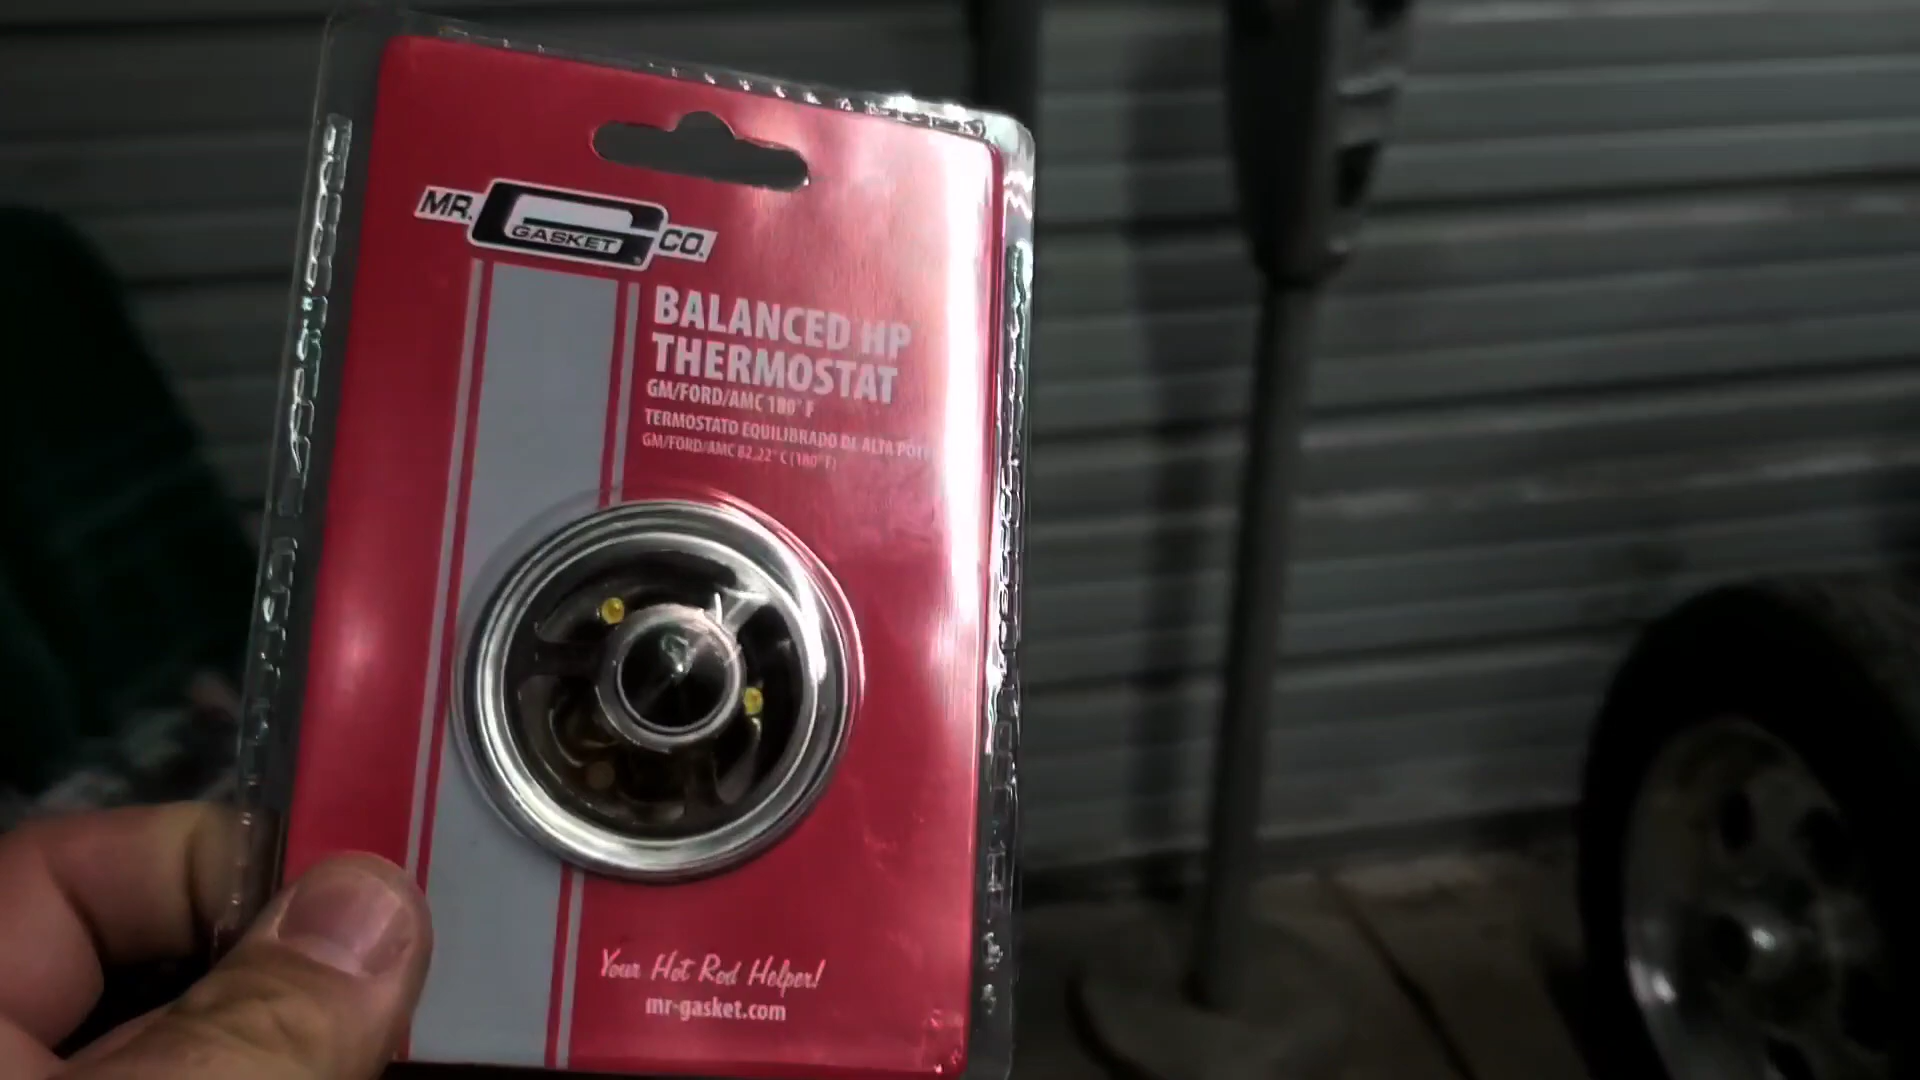 MR. GASKET CO.
BALANCED HP
THERMOSTAT
GM/FORD/AMC 180° F
TERMOSTATO EQUILIBRADO DE ALTA
GM/FORD/AMC 82.22° C (180° F)
Your Hot Rod Helper!
mr-gasket.com